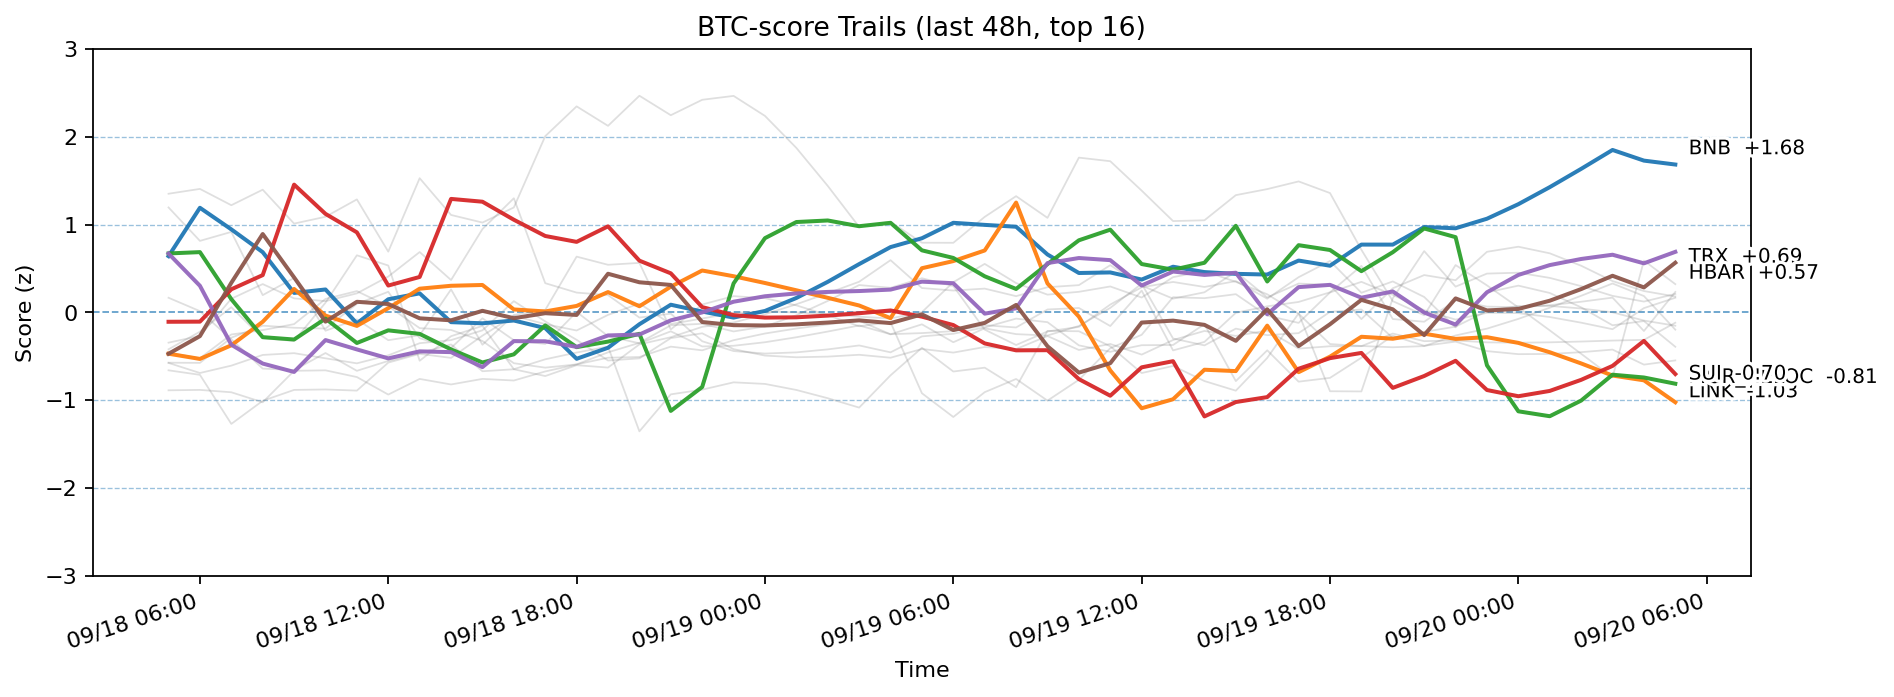 BTC-score Trails (last 48h, top 16)
Score (z)
3
2
1
0
−1
−2
−3
BNB +1.68
TRX +0.69
HBAR +0.57
SUI -0.70
-0.81
LINK -1.03
09/18 06:00
09/18 12:00
09/18 18:00
09/19 00:00
09/19 06:00
09/19 12:00
09/19 18:00
09/20 00:00
09/20 06:00
Time